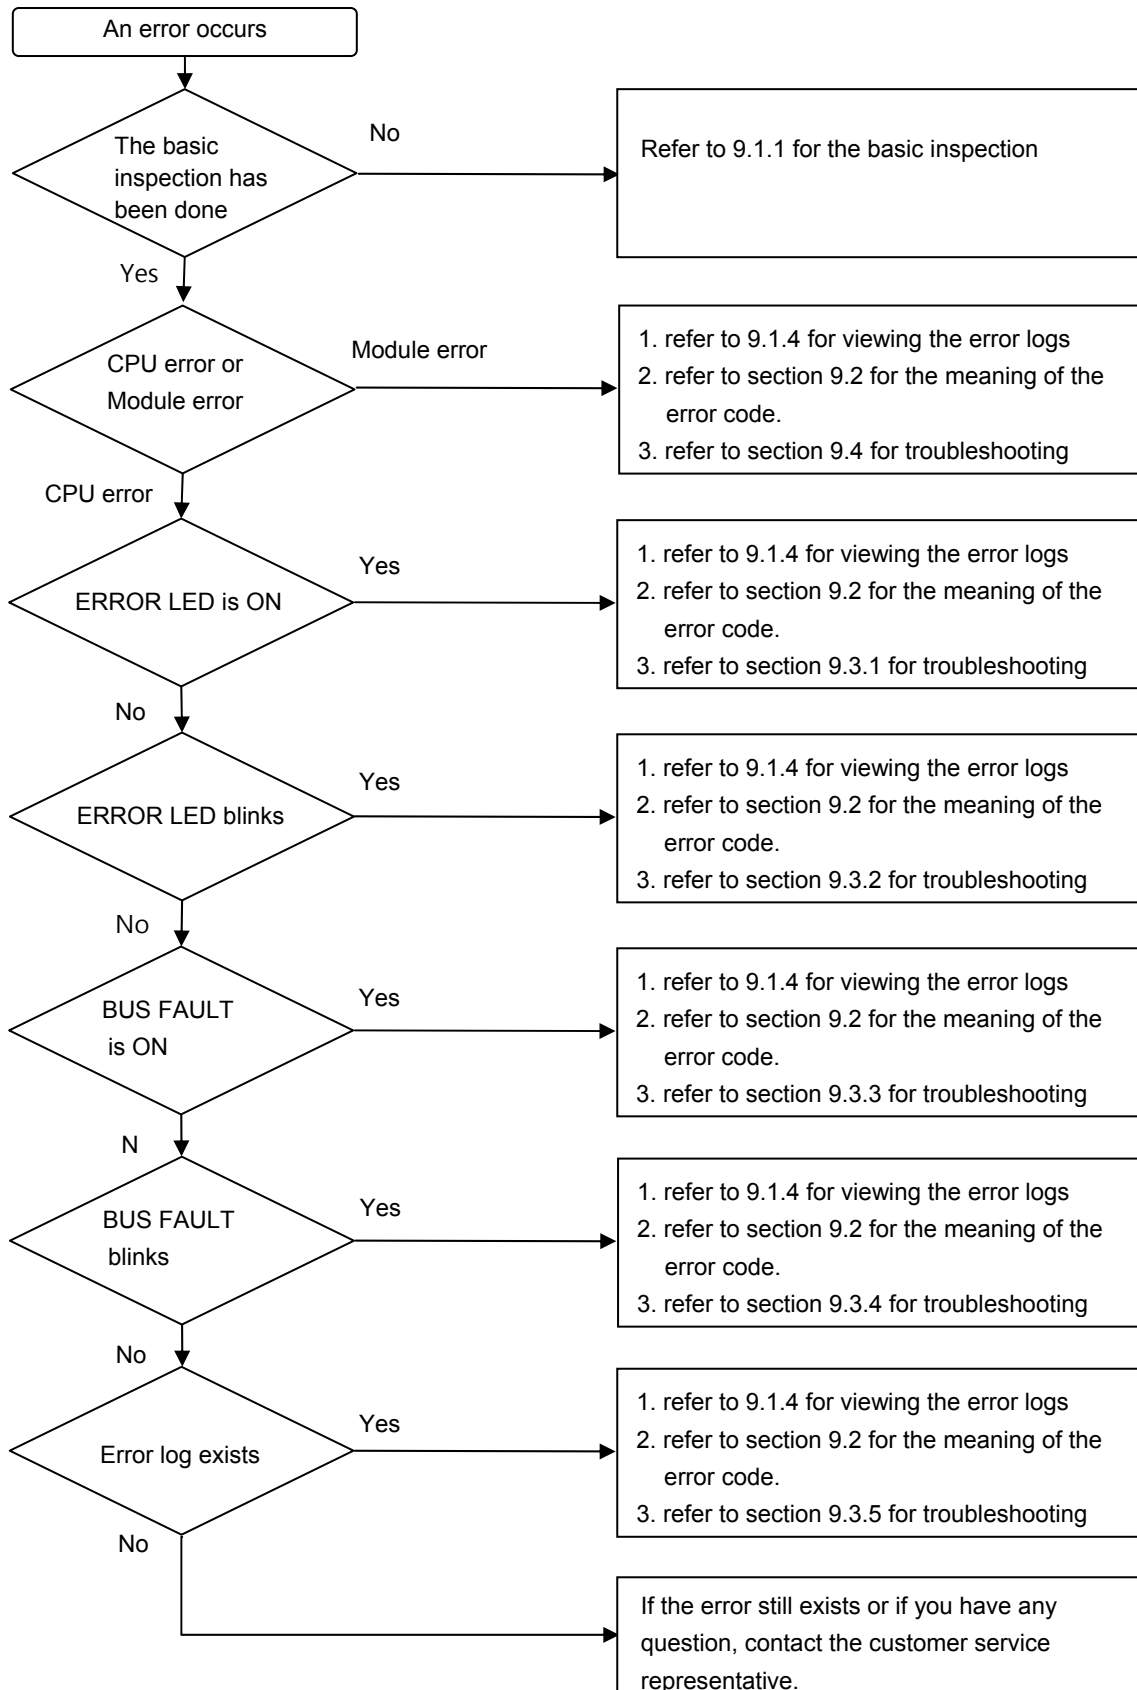 An error occurs
The basic
inspection has
been done
No
Refer to 9.1.1 for the basic inspection
Yes
CPU error or
Module error
Module error
1. refer to 9.1.4 for viewing the error logs
2. refer to section 9.2 for the meaning of the
error code.
3. refer to section 9.4 for troubleshooting
CPU error
ERROR LED is ON
Yes
1. refer to 9.1.4 for viewing the error logs
2. refer to section 9.2 for the meaning of the
error code.
3. refer to section 9.3.1 for troubleshooting
No
ERROR LED blinks
Yes
1. refer to 9.1.4 for viewing the error logs
2. refer to section 9.2 for the meaning of the
error code.
3. refer to section 9.3.2 for troubleshooting
No
BUS FAULT
is ON
Yes
1. refer to 9.1.4 for viewing the error logs
2. refer to section 9.2 for the meaning of the
error code.
3. refer to section 9.3.3 for troubleshooting
N
BUS FAULT
blinks
Yes
1. refer to 9.1.4 for viewing the error logs
2. refer to section 9.2 for the meaning of the
error code.
3. refer to section 9.3.4 for troubleshooting
No
Error log exists
Yes
1. refer to 9.1.4 for viewing the error logs
2. refer to section 9.2 for the meaning of the
error code.
3. refer to section 9.3.5 for troubleshooting
No
If the error still exists or if you have any
question, contact the customer service
representative.